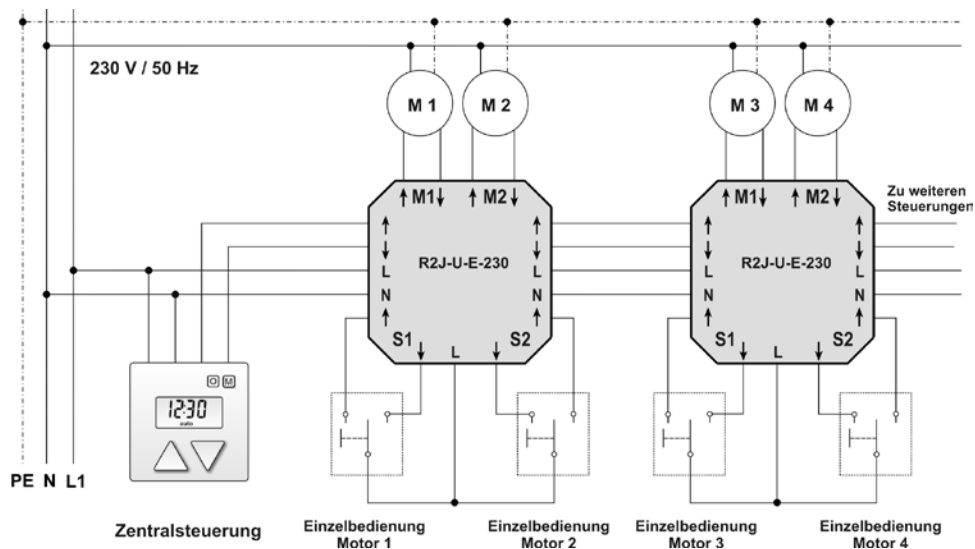 230 V / 50 Hz
M 1
M 2
M 3
M 4
↑ M1 ↓ ↑ M2 ↓
↑ M1 ↓ ↑ M2 ↓
Zu weiteren
Steuerungen
R2J-U-E-230
R2J-U-E-230
L L
L L
N N
N N
S1 S2
S1 S2
L
L
O M
12:30
auto
PE N L1
Zentralsteuerung
Einzelbedienung
Motor 1
Einzelbedienung
Motor 2
Einzelbedienung
Motor 3
Einzelbedienung
Motor 4